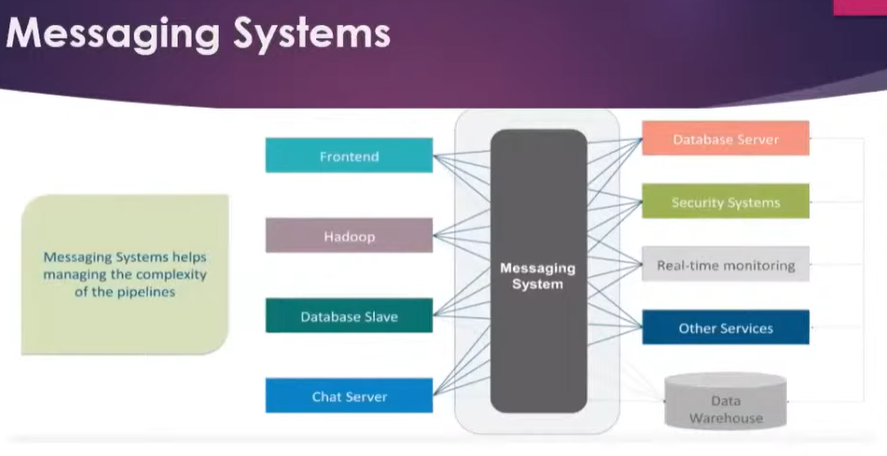 Messaging Systems
Messaging Systems helps
managing the complexity
of the pipelines
Frontend
Hadoop
Database Slave
Chat Server
Messaging
System
Database Server
Security Systems
Real-time monitoring
Other Services
Data
Warehouse